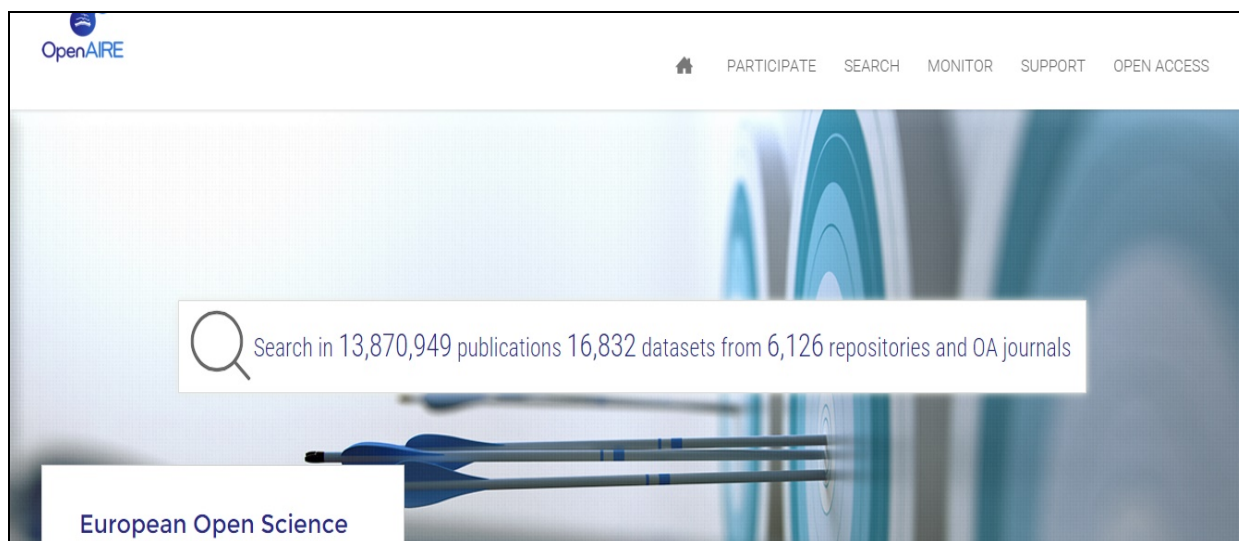 OpenAIRE
PARTICIPATE SEARCH MONITOR SUPPORT OPEN ACCESS
Search in 13,870,949 publications 16,832 datasets from 6,126 repositories and OA journals
European Open Science